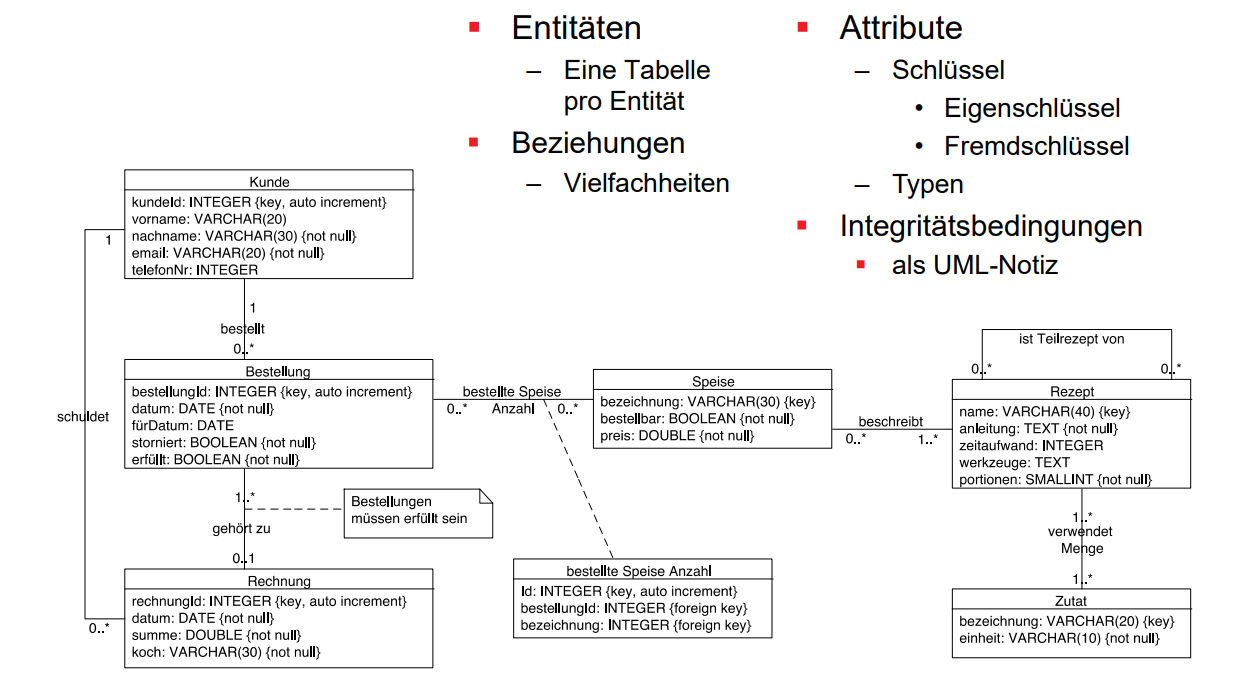 Entitäten
– Eine Tabelle
pro Entität
Beziehungen
– Vielfachheiten
Attribute
– Schlüssel
• Eigenschlüssel
• Fremdschlüssel
– Typen
Integritätsbedingungen
als UML-Notiz
Kunde
kundeId: INTEGER {key, auto increment}
vorname: VARCHAR(20)
nachname: VARCHAR(30) {not null}
email: VARCHAR(20) {not null}
telefonNr: INTEGER
1
1
bestellt
0..*
Bestellung
bestellungId: INTEGER {key, auto increment}
datum: DATE {not null}
fürDatum: DATE
storniert: BOOLEAN {not null}
erfüllt: BOOLEAN {not null}
schuldet
bestellte Speise
0..* Anzahl 0..*
Speise
bezeichnung: VARCHAR(30) {key}
bestellbar: BOOLEAN {not null}
preis: DOUBLE {not null}
beschreibt
0..* 1..*
ist Teilrezept von
0..* 0..*
Rezept
name: VARCHAR(40) {key}
anleitung: TEXT {not null}
zeitaufwand: INTEGER
werkzeuge: TEXT
portionen: SMALLINT {not null}
1..*
gehört zu
0..1
Bestellungen
müssen erfüllt sein
1..*
verwendet
Menge
1..*
Rechnung
rechnungId: INTEGER {key, auto increment}
datum: DATE {not null}
summe: DOUBLE {not null}
koch: VARCHAR(30) {not null}
0..*
bestellte Speise Anzahl
Id: INTEGER {key, auto increment}
bestellungId: INTEGER {foreign key}
bezeichnung: INTEGER {foreign key}
Zutat
bezeichnung: VARCHAR(20) {key}
einheit: VARCHAR(10) {not null}